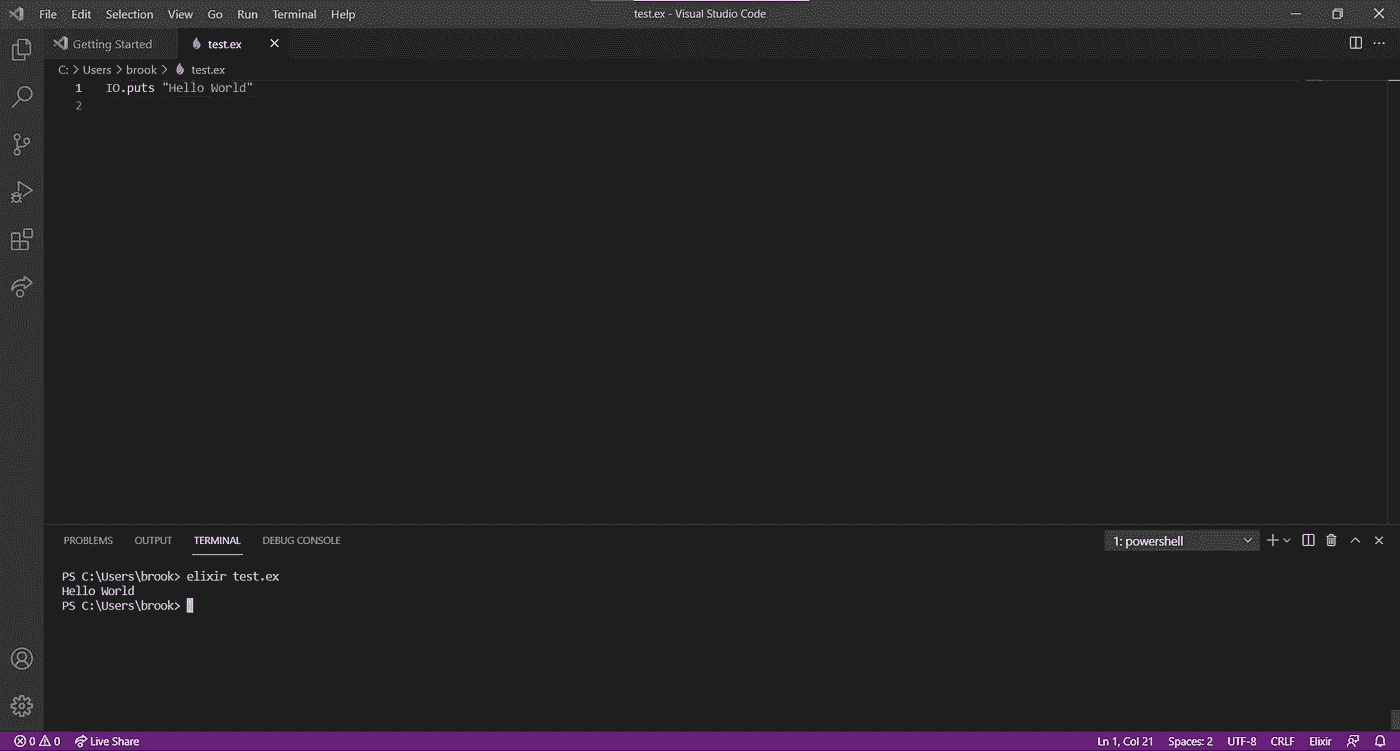 File Edit Selection View Go Run Terminal Help test.ex - Visual Studio Code
Getting Started test.ex
C: > Users > brook > test.ex
1 IO.puts "Hello World"
2
PROBLEMS OUTPUT TERMINAL DEBUG CONSOLE 1: powershell
PS C:\Users\brook> elixir test.ex
Hello World
PS C:\Users\brook>
0 0 Live Share Ln 1, Col 21 Spaces: 2 UTF-8 CRLF Elixir